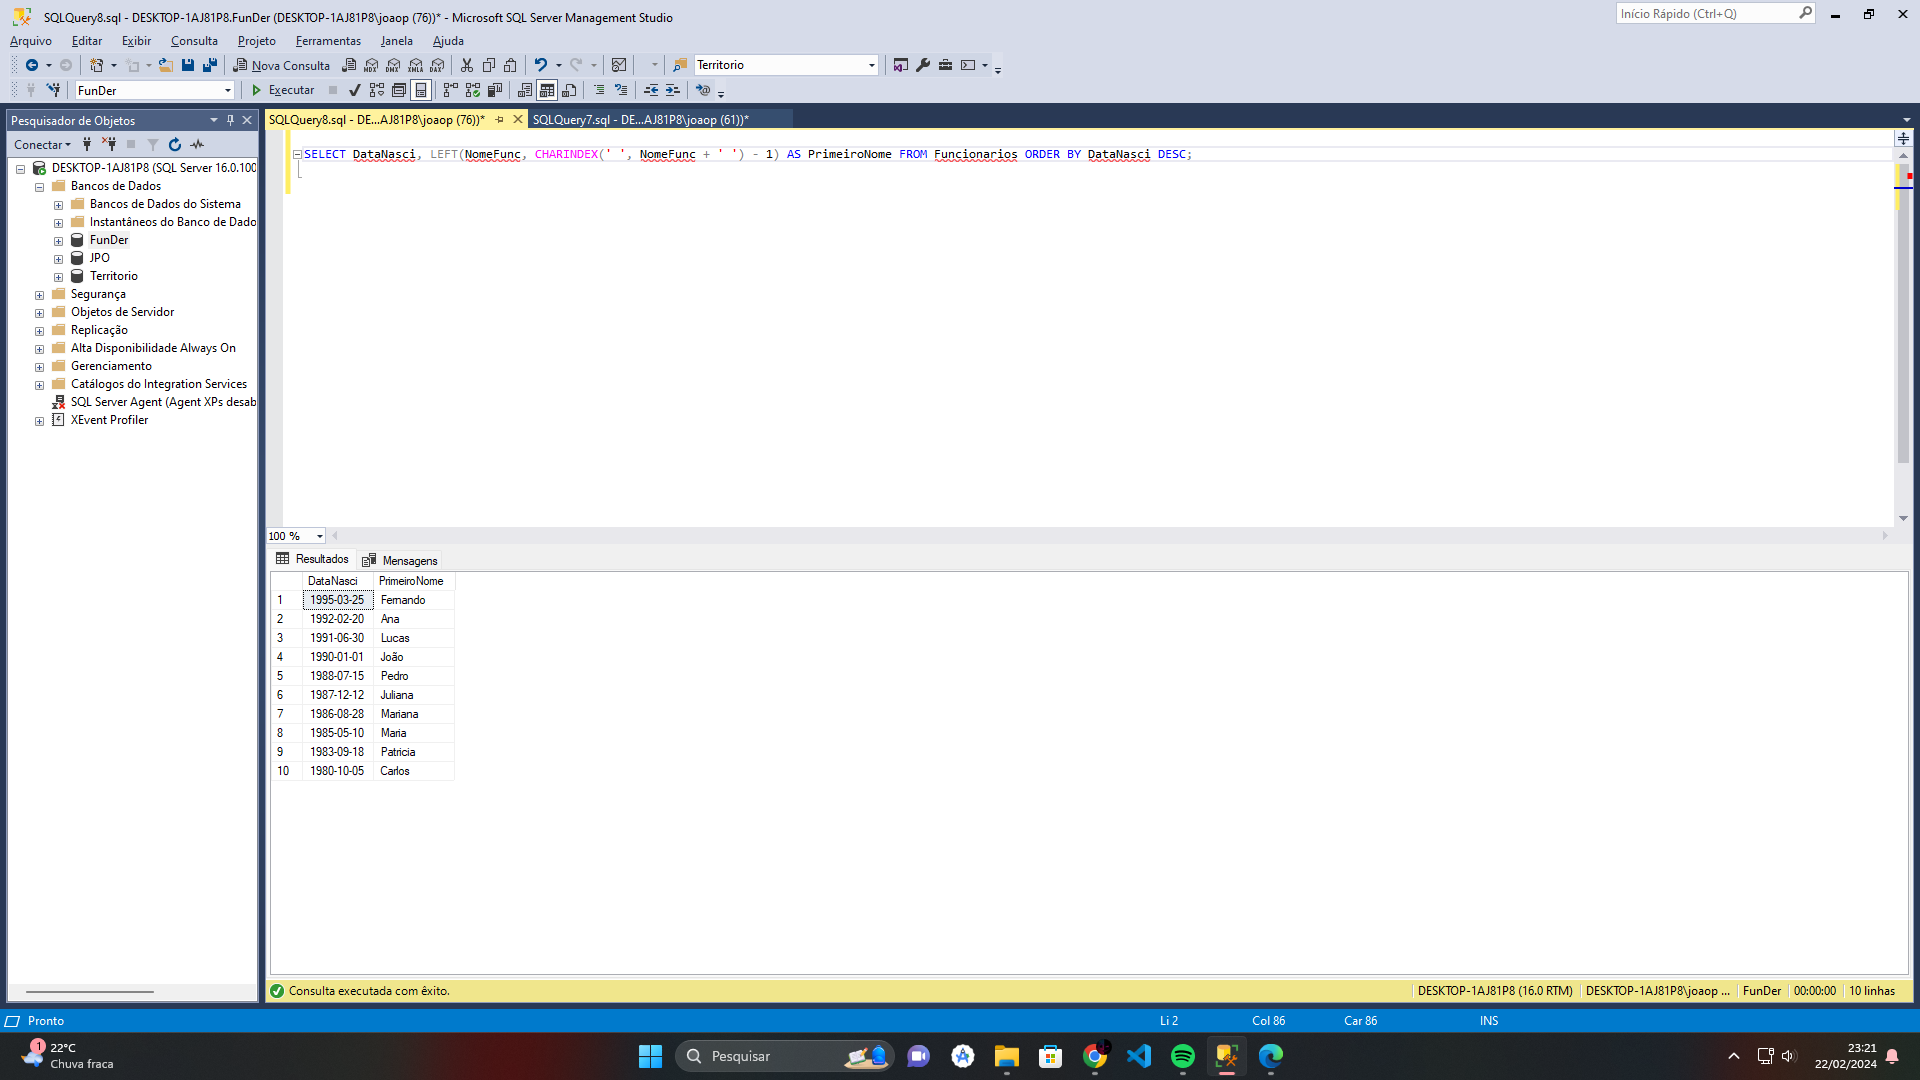 SQLQuery8.sql - DESKTOP-1AJ81P8.FunDer (DESKTOP-1AJ81P8\joaop (76))* - Microsoft SQL Server Management Studio
Início Rápido (Ctrl+Q)
Arquivo Editar Exibir Consulta Projeto Ferramentas Janela Ajuda
Nova Consulta MDX DMX XMLA DAX Territorio
FunDer Executar
Pesquisador de Objetos
SQLQuery8.sql - DE...AJ81P8\joaop (76))* SQLQuery7.sql - DE...AJ81P8\joaop (61))*
Conectar
SELECT DataNasci, LEFT(NomeFunc, CHARINDEX(' ', NomeFunc + ' ') - 1) AS PrimeiroNome FROM Funcionarios ORDER BY DataNasci DESC;
DESKTOP-1AJ81P8 (SQL Server 16.0.100
Bancos de Dados
Bancos de Dados do Sistema
Instantâneos do Banco de Dado
FunDer
JPO
Territorio
Segurança
Objetos de Servidor
Replicação
Alta Disponibilidade Always On
Gerenciamento
Catálogos do Integration Services
SQL Server Agent (Agent XPs desab
XEvent Profiler
100 %
Resultados Mensagens
DataNasci PrimeiroNome
1 1995-03-25 Fernando
2 1992-02-20 Ana
3 1991-06-30 Lucas
4 1990-01-01 João
5 1988-07-15 Pedro
6 1987-12-12 Juliana
7 1986-08-28 Mariana
8 1985-05-10 Maria
9 1983-09-18 Patricia
10 1980-10-05 Carlos
Consulta executada com êxito.
DESKTOP-1AJ81P8 (16.0 RTM) DESKTOP-1AJ81P8\joaop ... FunDer 00:00:00 10 linhas
Pronto Li 2 Col 86 Car 86 INS
1
22°C
Chuva fraca
Pesquisar
23:21
22/02/2024